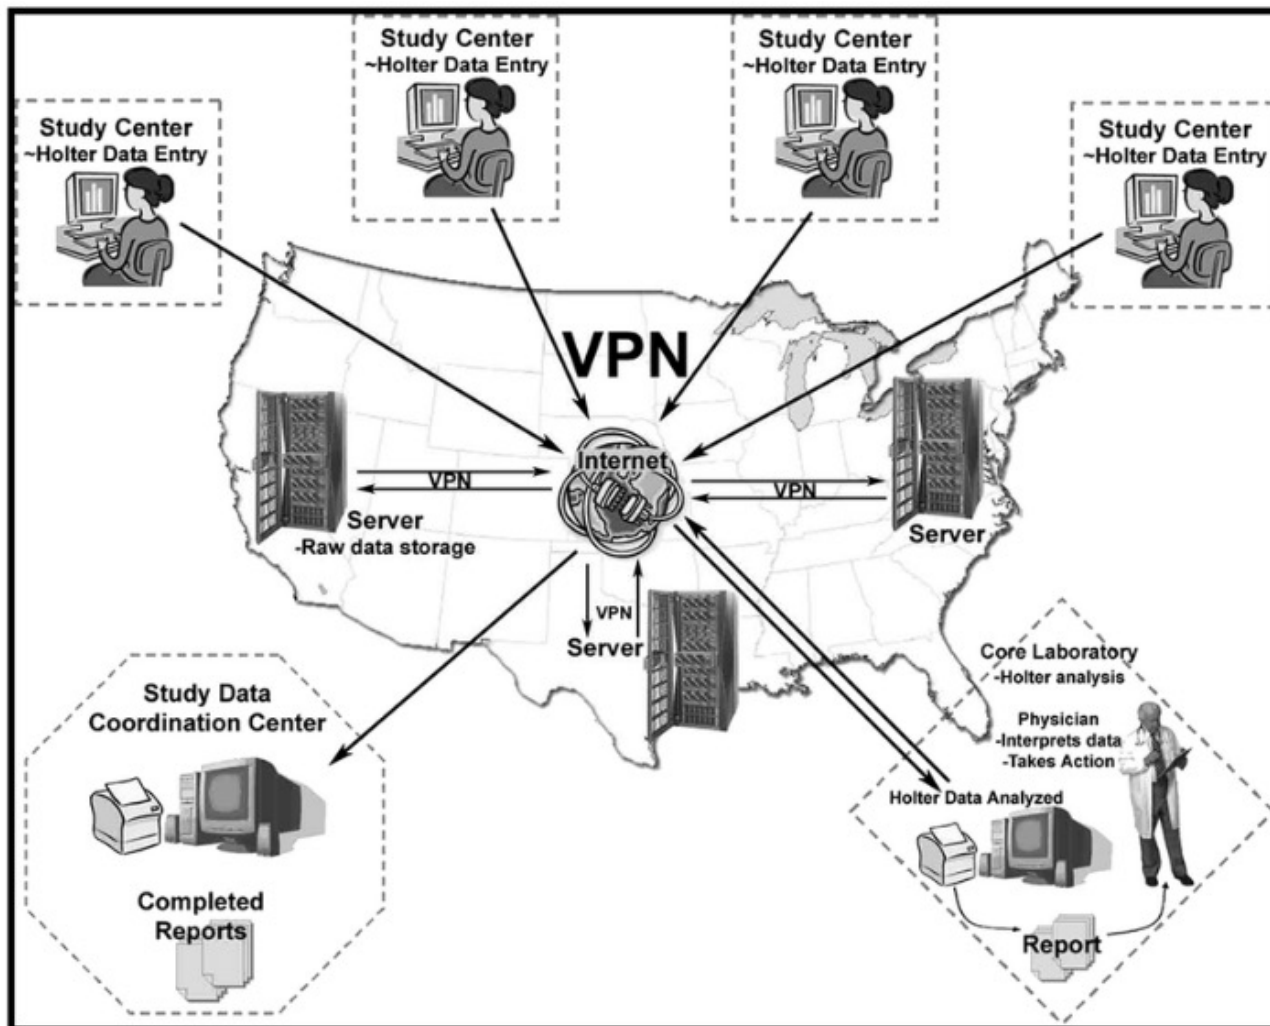 Study Center
~Holter Data Entry
Study Center
~Holter Data Entry
Study Center
~Holter Data Entry
Study Center
~Holter Data Entry
VPN
Internet
VPN
VPN
Server
-Raw data storage
Server
VPN
Server
Study Data
Coordination Center
Completed
Reports
Core Laboratory
-Holter analysis
Physician
-Interprets data
-Takes Action
Holter Data Analyzed
Report